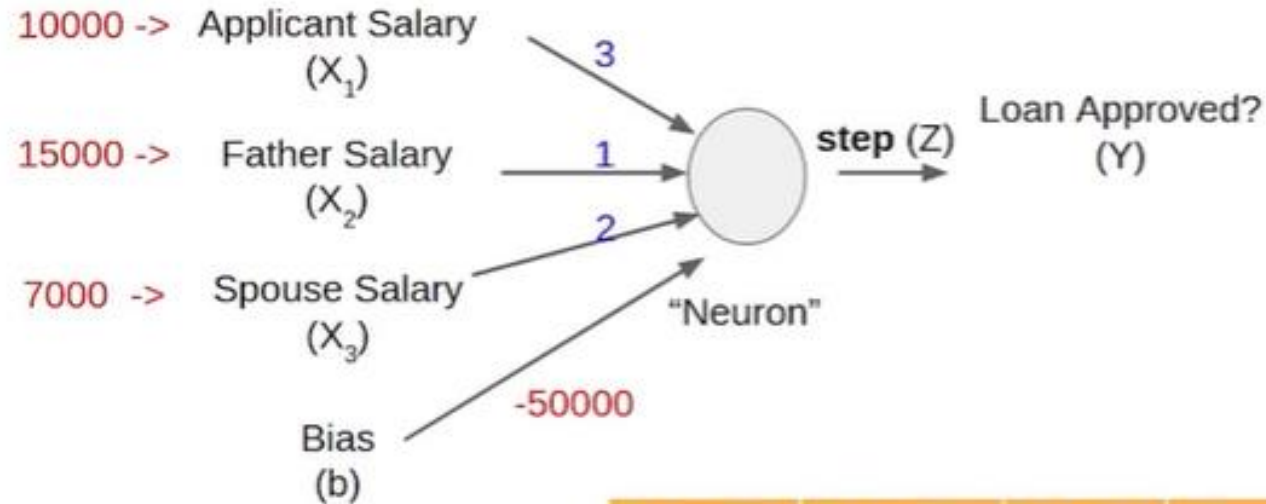 10000 -> Applicant Salary
(X₁)
3
15000 -> Father Salary
(X₂)
1
7000 -> Spouse Salary
(X₃)
2
Bias
(b)
-50000
“Neuron”
step (Z)
Loan Approved?
(Y)